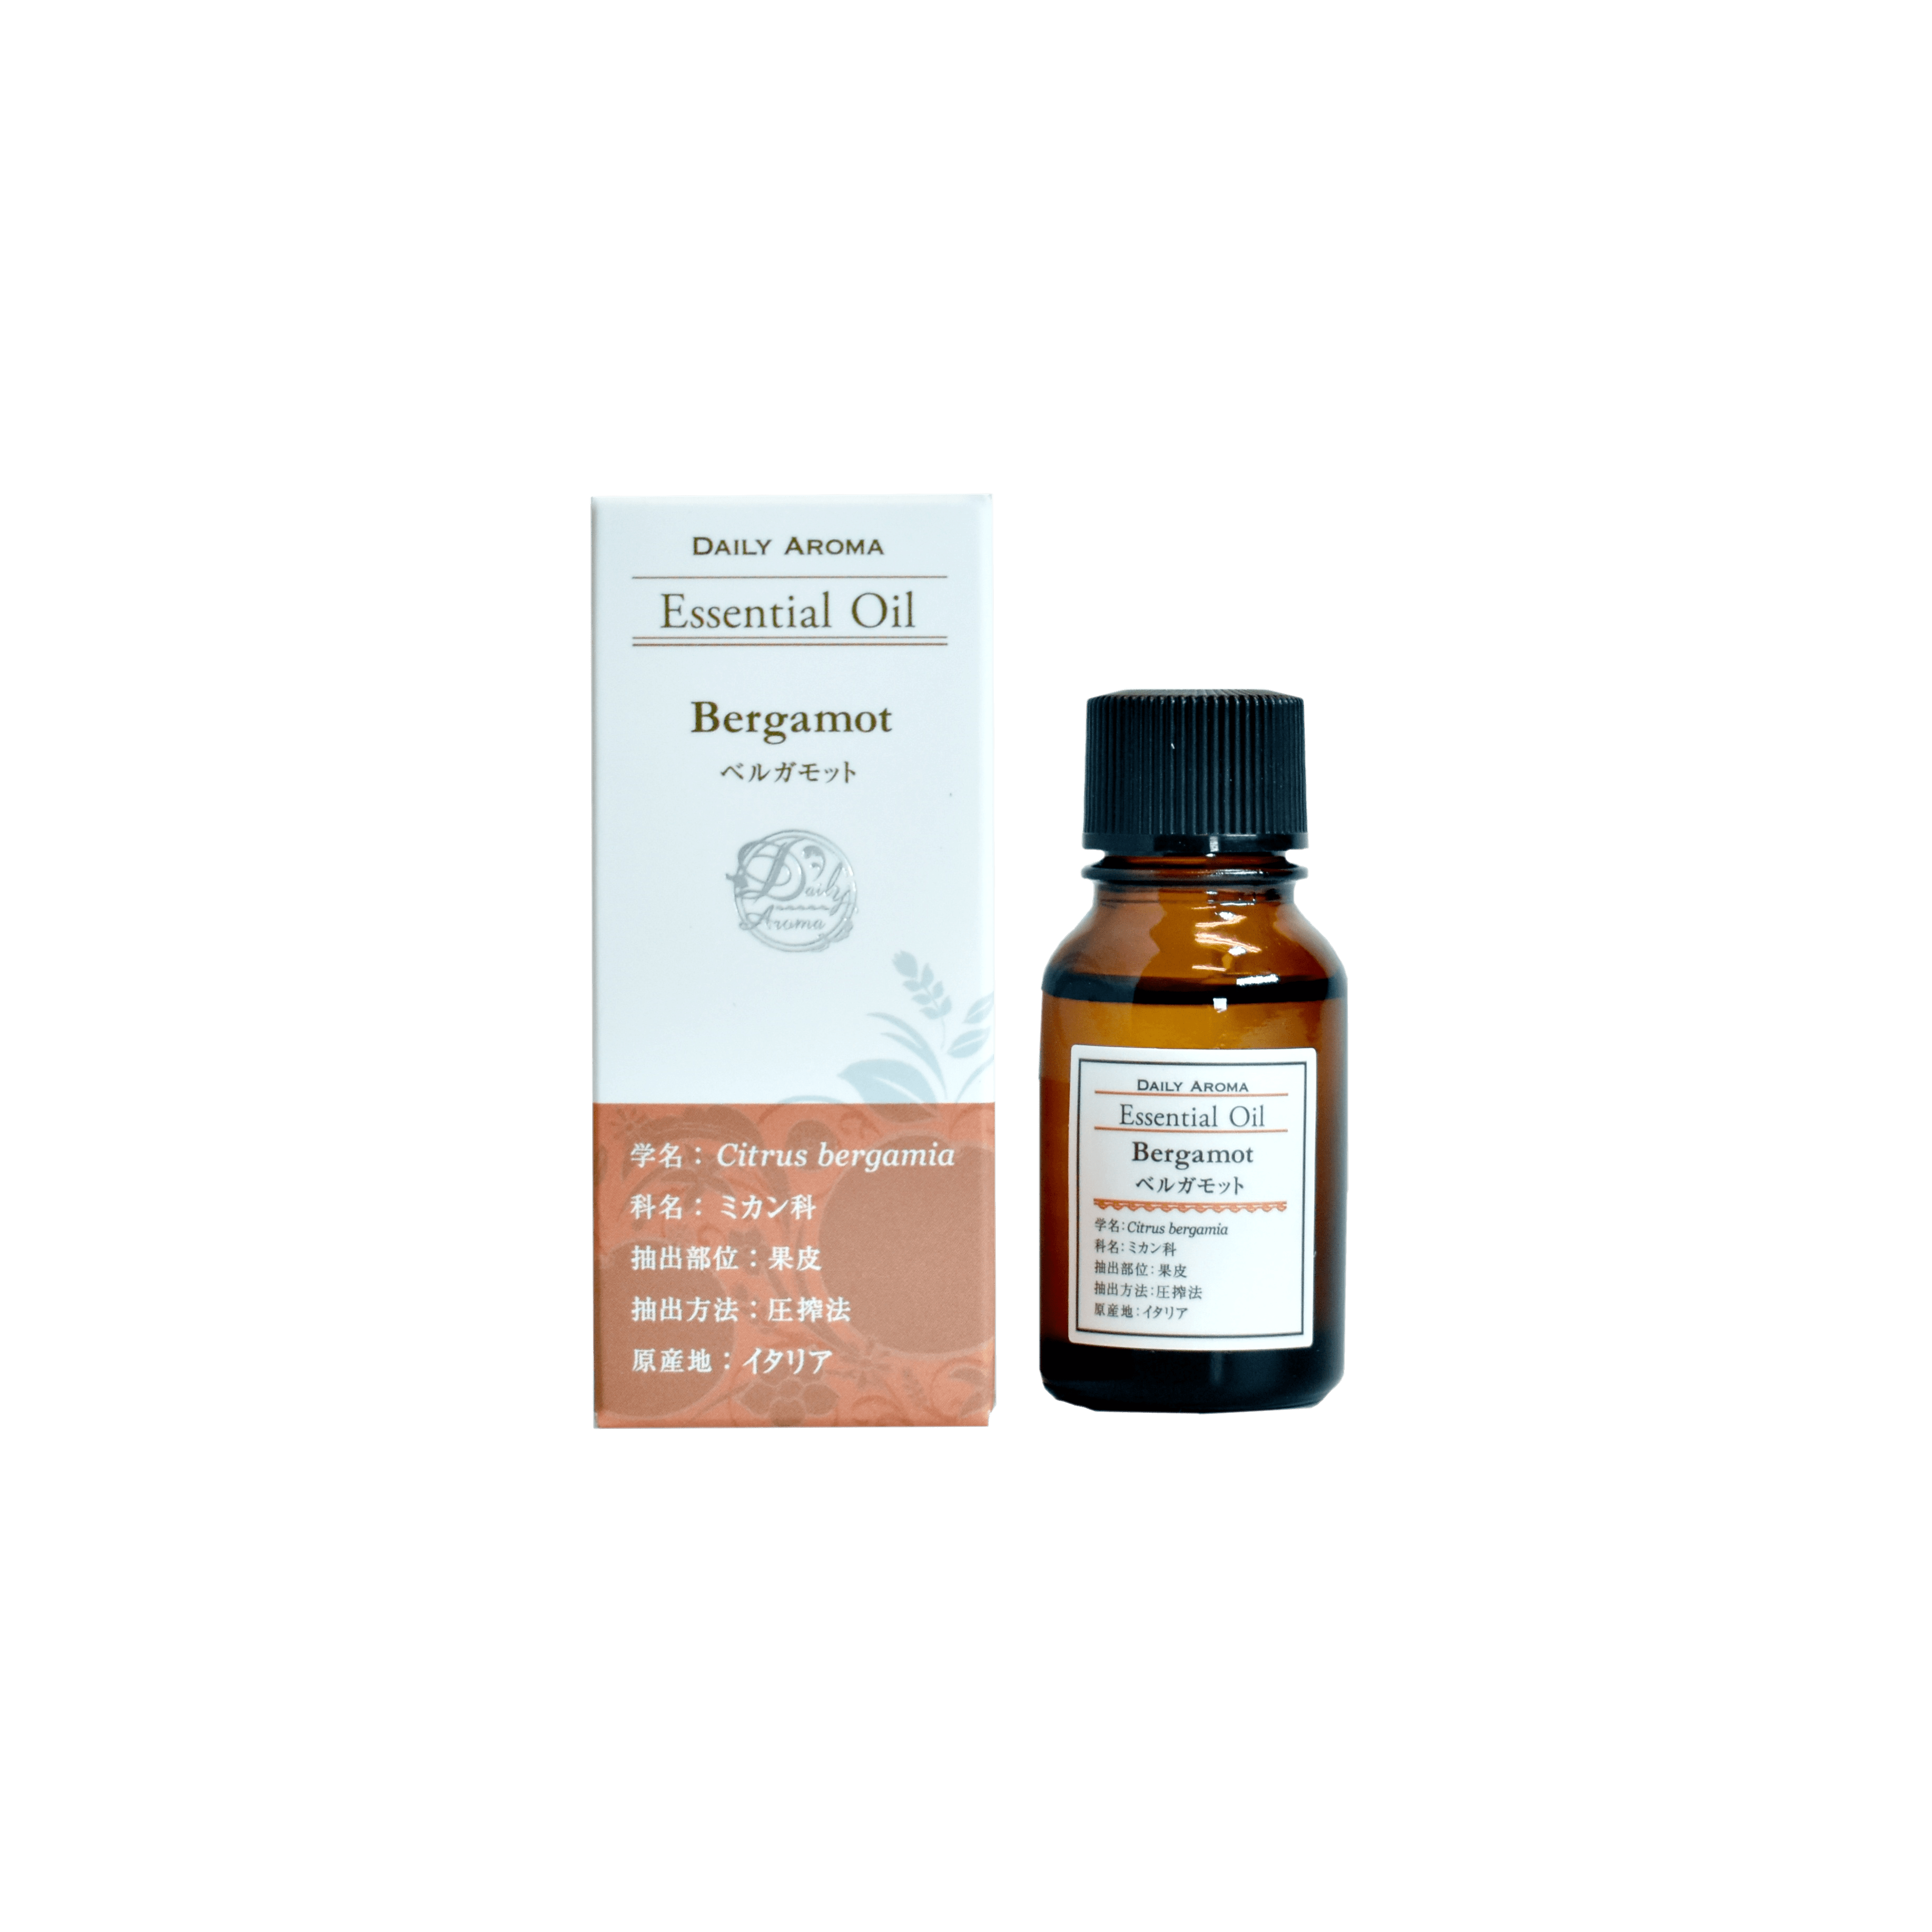 DAILY AROMA
Essential Oil
Bergamot
ベルガモット
Daily
Aroma
学名：Citrus bergamia
科名：ミカン科
抽出部位：果皮
抽出方法：圧搾法
原産地：イタリア
DAILY AROMA
Essential Oil
Bergamot
ベルガモット
学名：Citrus bergamia
科名：ミカン科
抽出部位：果皮
抽出方法：圧搾法
原産地：イタリア